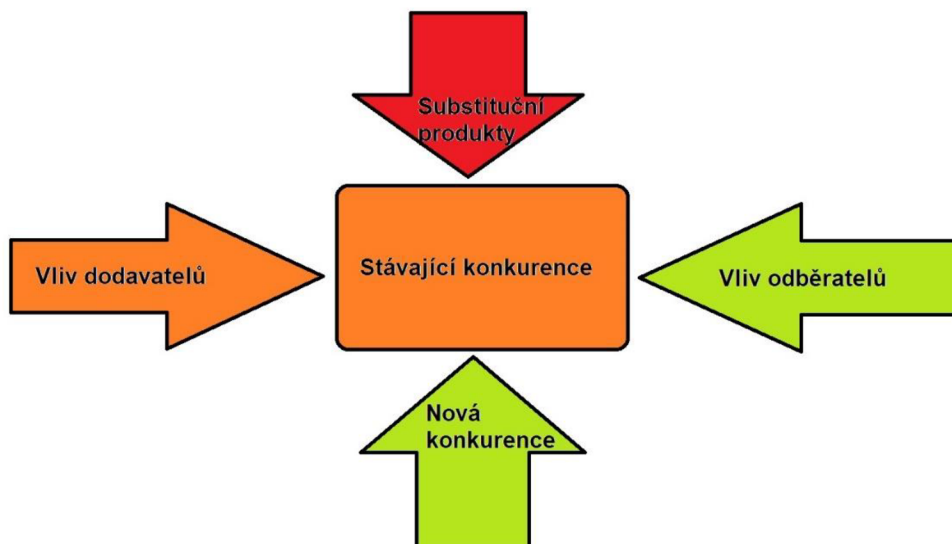 Substituční
produkty
Vliv dodavatelů
Stávající konkurence
Vliv odběratelů
Nová
konkurence